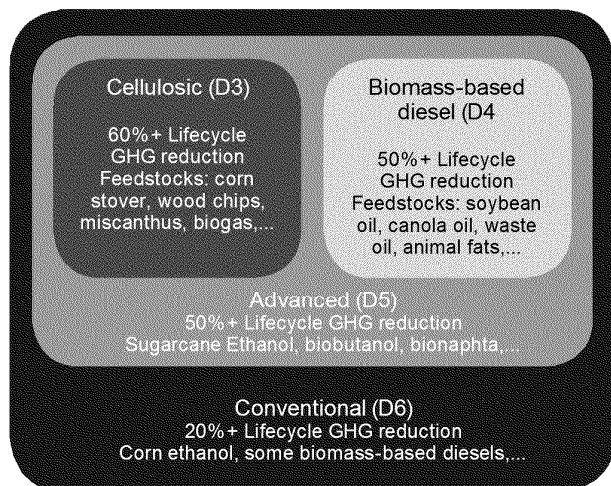 Cellulosic (D3)
60%+ Lifecycle
GHG reduction
Feedstocks: corn
stover, wood chips,
miscanthus, biogas,...
Biomass-based
diesel (D4
50%+ Lifecycle
GHG reduction
Feedstocks: soybean
oil, canola oil, waste
oil, animal fats,...
Advanced (D5)
50%+ Lifecycle GHG reduction
Sugarcane Ethanol, biobutanol, bionaphta,...
Conventional (D6)
20%+ Lifecycle GHG reduction
Corn ethanol, some biomass-based diesels,...